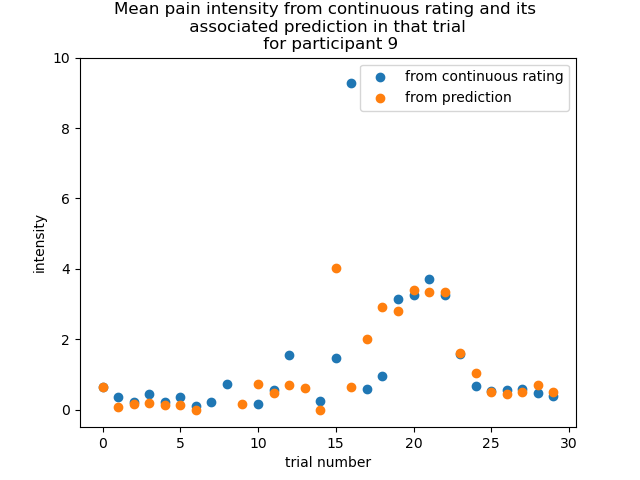 Mean pain intensity from continuous rating and its
associated prediction in that trial
for participant 9
from continuous rating
from prediction
10
8
6
4
2
0
intensity
0 5 10 15 20 25 30
trial number